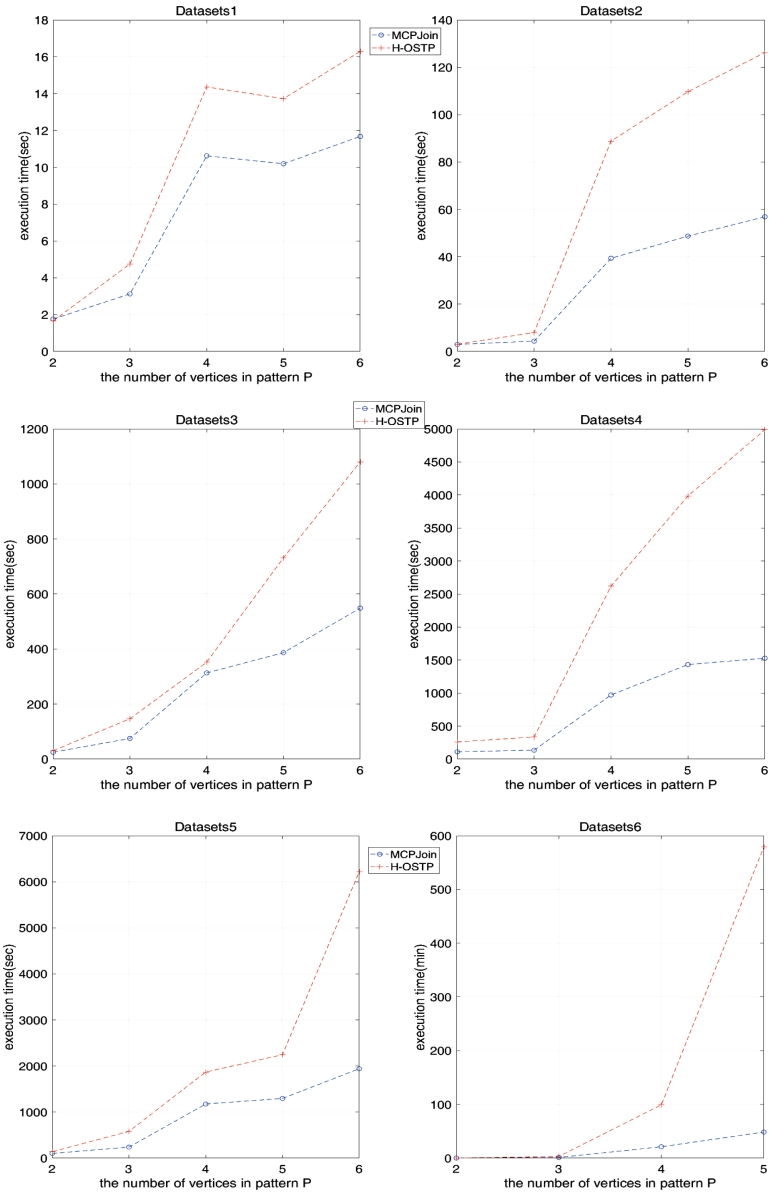 Datasets1
18
16
14
12
10
8
6
4
2
0
2 3 4 5 6
execution time(sec)
the number of vertices in pattern P
MCPJoin
H-OSTP
Datasets2
140
120
100
80
60
40
20
0
2 3 4 5 6
execution time(sec)
the number of vertices in pattern P
Datasets3
1200
1000
800
600
400
200
0
2 3 4 5 6
execution time(sec)
the number of vertices in pattern P
MCPJoin
H-OSTP
Datasets4
5000
4500
4000
3500
3000
2500
2000
1500
1000
500
0
2 3 4 5 6
execution time(sec)
the number of vertices in pattern P
Datasets5
7000
6000
5000
4000
3000
2000
1000
0
2 3 4 5 6
execution time(sec)
the number of vertices in pattern P
MCPJoin
H-OSTP
Datasets6
600
500
400
300
200
100
0
2 3 4 5
execution time(min)
the number of vertices in pattern P